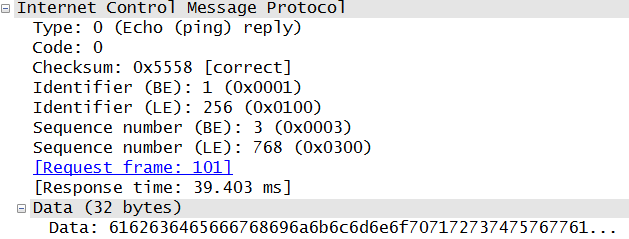 Internet Control Message Protocol
Type: 0 (Echo (ping) reply)
Code: 0
Checksum: 0x5558 [correct]
Identifier (BE): 1 (0x0001)
Identifier (LE): 256 (0x0100)
Sequence number (BE): 3 (0x0003)
Sequence number (LE): 768 (0x0300)
[Request frame: 101]
[Response time: 39.403 ms]
Data (32 bytes)
Data: 6162636465666768696a6b6c6d6e6f707172737475767761...